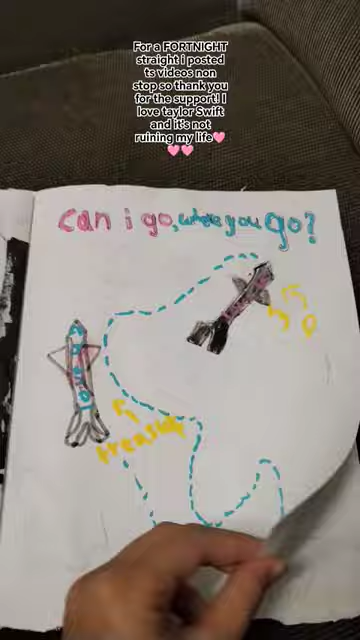 For a FORTNIGHT
straight i posted
ts videos non
stop so thank you
for the support! I
love taylor Swift
and it's not
ruining my life🩷
🩷🩷
can i go, where you go?